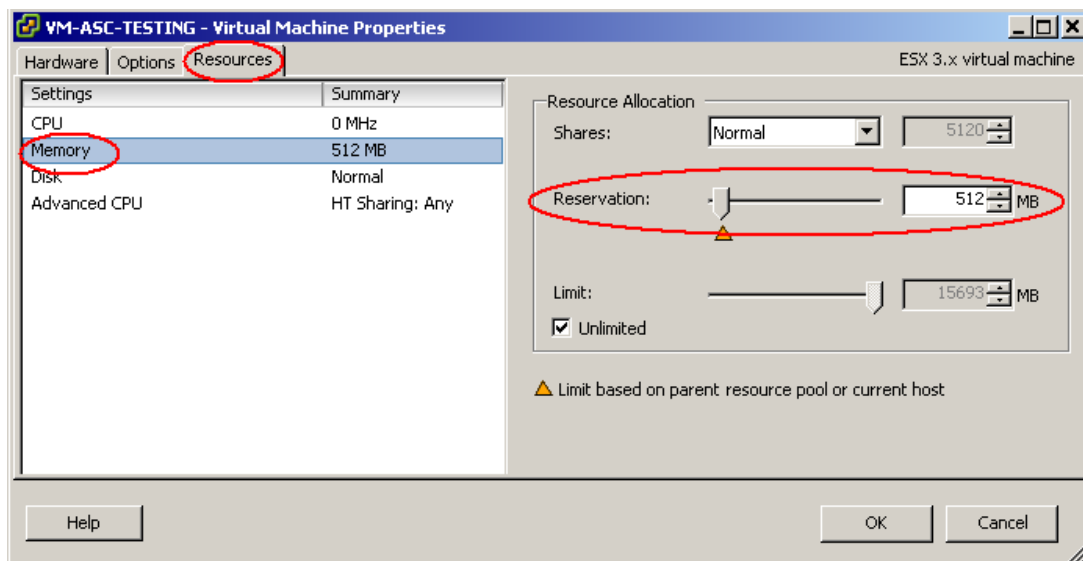 VM-ASC-TESTING - Virtual Machine Properties
Hardware Options Resources ESX 3.x virtual machine
Settings Summary
CPU 0 MHz
Memory 512 MB
Disk Normal
Advanced CPU HT Sharing: Any
Resource Allocation
Shares: Normal 5120
Reservation: 512 MB
Limit: 15693 MB
Unlimited
Limit based on parent resource pool or current host
Help OK Cancel